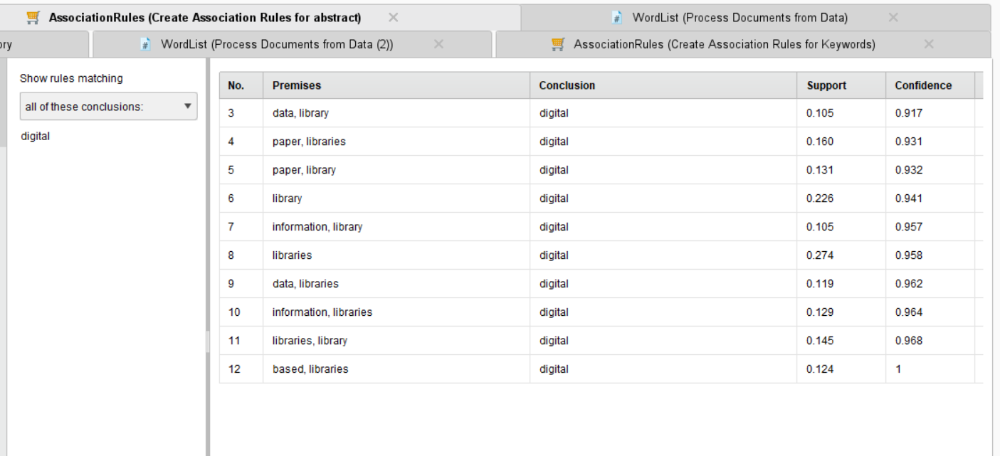 AssociationRules (Create Association Rules for abstract)
WordList (Process Documents from Data)
ory
WordList (Process Documents from Data (2))
AssociationRules (Create Association Rules for Keywords)
Show rules matching
all of these conclusions:
digital
No. Premises Conclusion Support Confidence
3 data, library digital 0.105 0.917
4 paper, libraries digital 0.160 0.931
5 paper, library digital 0.131 0.932
6 library digital 0.226 0.941
7 information, library digital 0.105 0.957
8 libraries digital 0.274 0.958
9 data, libraries digital 0.119 0.962
10 information, libraries digital 0.129 0.964
11 libraries, library digital 0.145 0.968
12 based, libraries digital 0.124 1